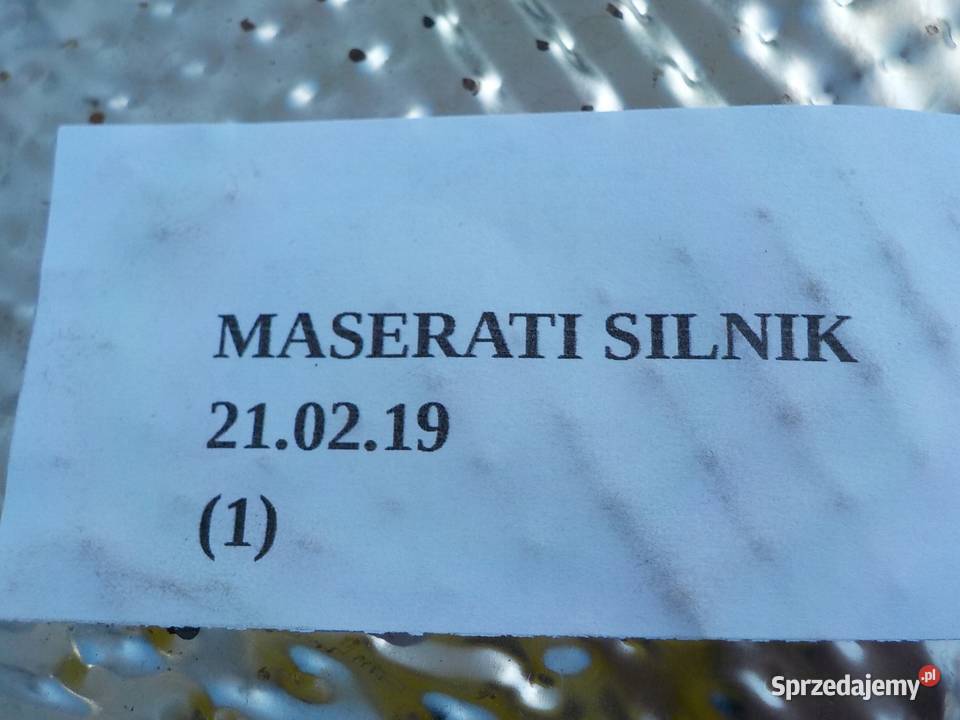 MASERATI SILNIK
21.02.19
(1)
Sprzedajemy.pl